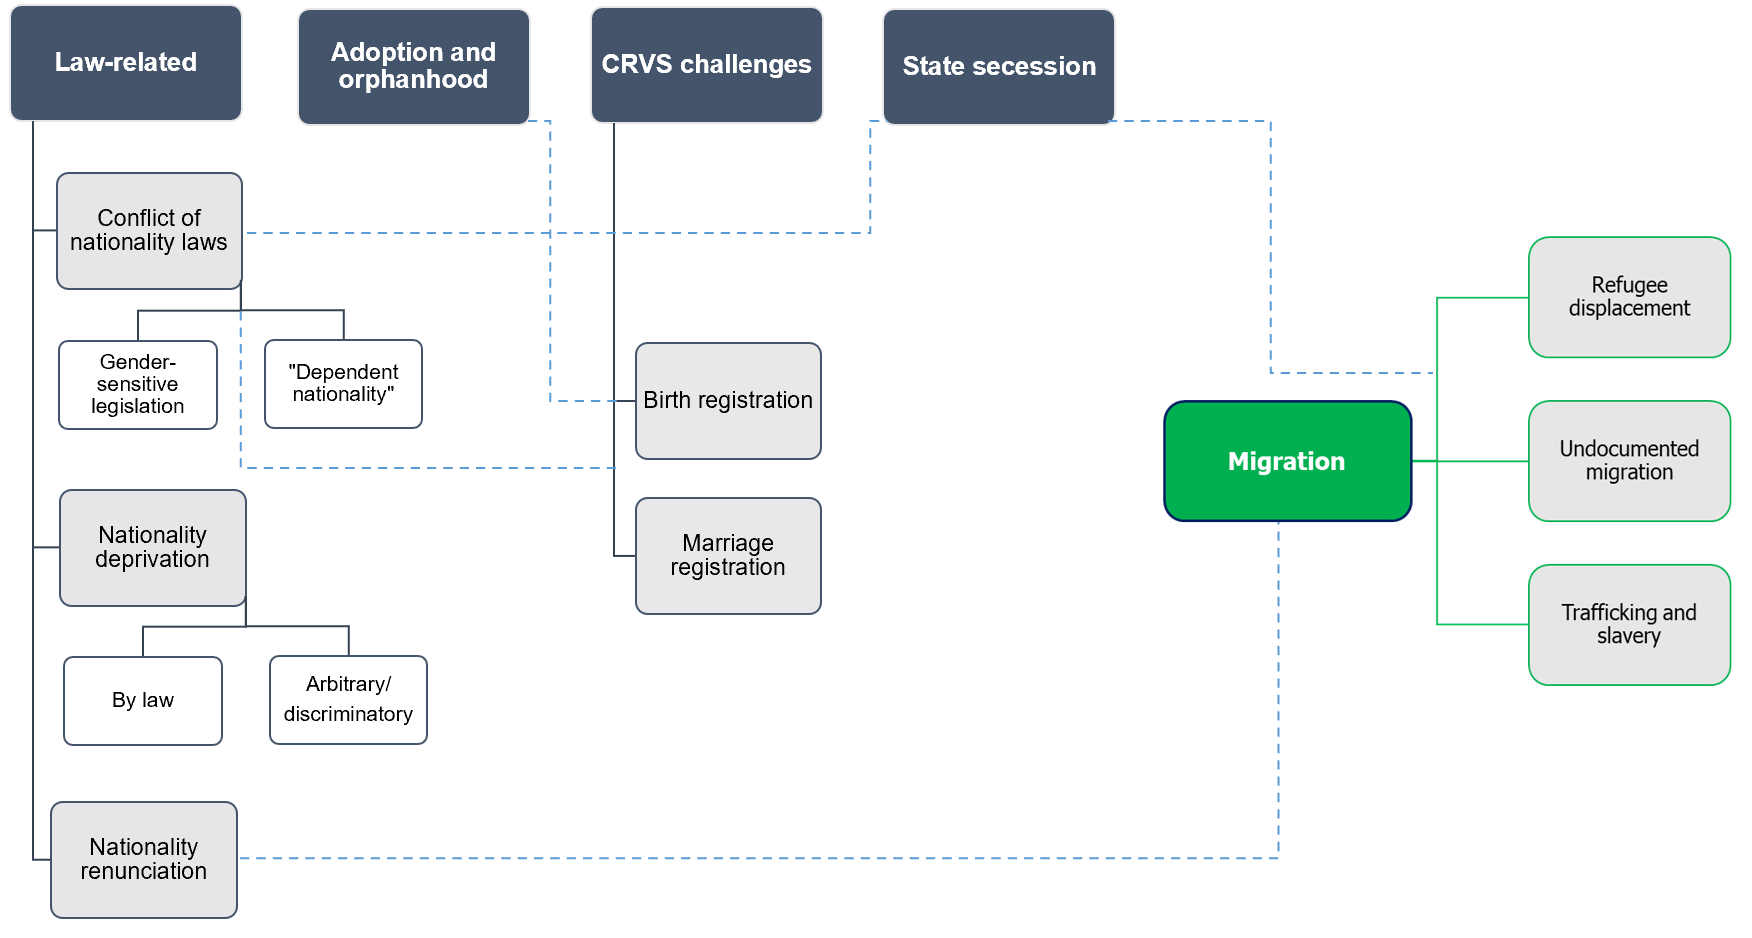 Law-related
Adoption and
orphanhood
CRVS challenges
State secession
Conflict of
nationality laws
Gender-
sensitive
legislation
"Dependent
nationality"
Nationality
deprivation
By law
Arbitrary/
discriminatory
Nationality
renunciation
Birth registration
Marriage
registration
Migration
Refugee
displacement
Undocumented
migration
Trafficking and
slavery